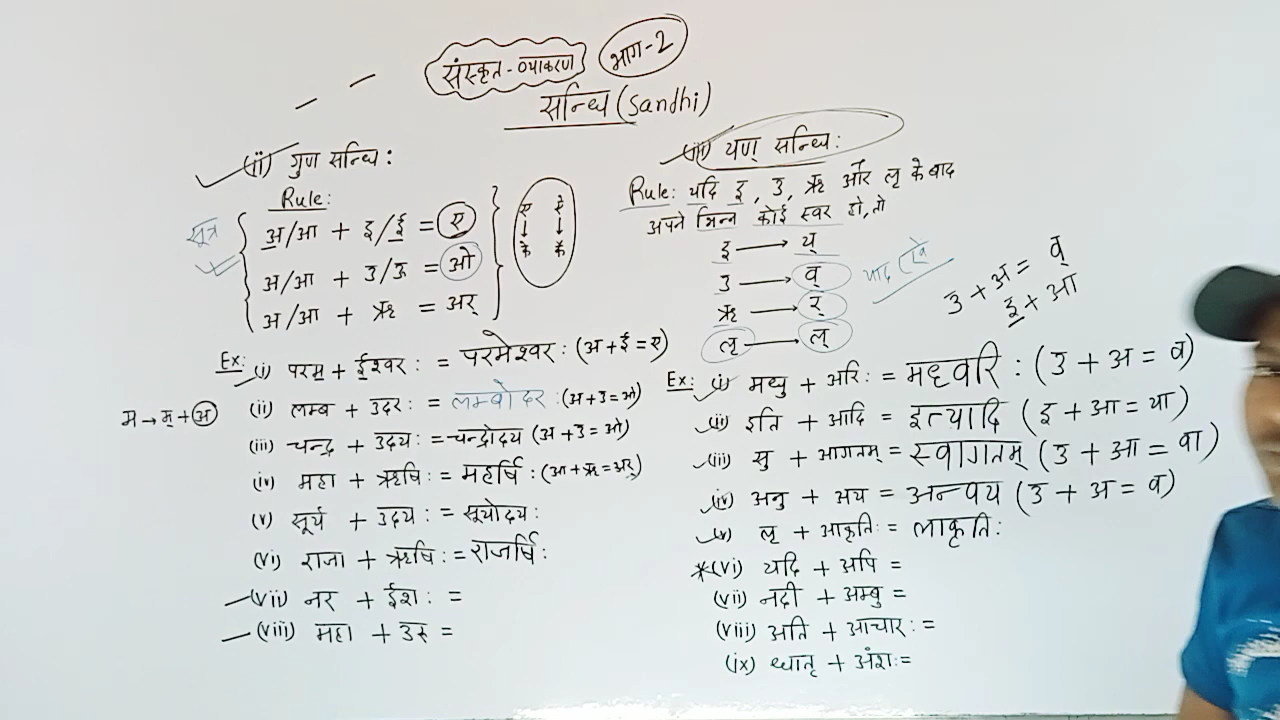 संस्कृत-व्याकरण भाग-2
सन्धि (Sandhi)
(ii) गुण सन्धि:
Rule:
सूत्र
अ/आ + इ/ई = ए
अ/आ + उ/ऊ = ओ
अ/आ + ऋ = अर्
Ex: (i) परम + ईश्वर: = परमेश्वर: (अ+ई=ए)
म→म्+अ
(ii) लम्ब + उदर: = लम्बोदर: (अ+उ=ओ)
(iii) चन्द्र + उदय: = चन्द्रोदय (अ+उ=ओ)
(iv) महा + ऋषि: = महर्षि: (आ+ऋ=अर्)
(v) सूर्य + उदय: = सूर्योदय:
(vi) राजा + ऋषि: = राजर्षि:
(vii) नर + ईश: =
(viii) महा + उरु =
(iii) यण् सन्धि:
Rule: यदि इ, उ, ऋ और लृ के बाद
अपने भिन्न कोई स्वर हो, तो
इ → य्
उ → व्
ऋ → र्
लृ → ल्
उ + अ = व्
इ + आ
Ex: (i) मधु + अरि: = मध्वरि: (उ + अ = व)
(ii) इति + आदि = इत्यादि (इ + आ = या)
(iii) सु + आगतम् = स्वागतम् (उ + आ = वा)
(iv) अनु + अय = अन्वय (उ + अ = व)
(v) लृ + आकृति: = लाकृति:
*(vi) यदि + अपि =
(vii) नदी + अम्बु =
(viii) अति + आचार: =
(ix) धातृ + अंश: =